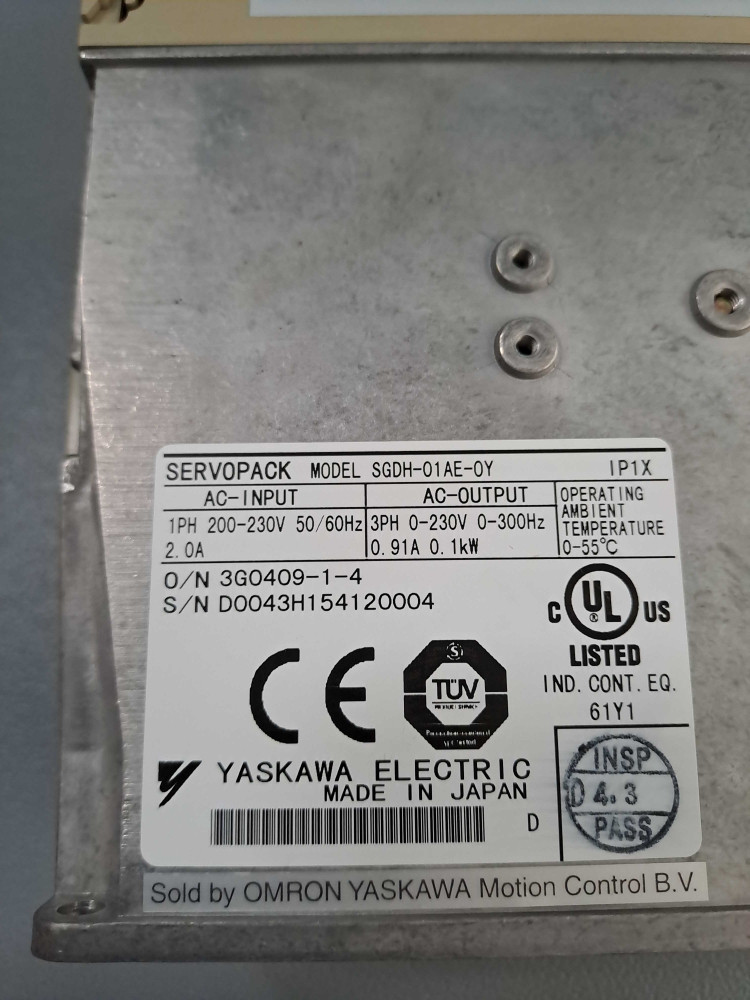 SERVOPACK MODEL SGDH-01AE-OY IP1X
AC-INPUT
1PH 200-230V 50/60Hz
2.0A
AC-OUTPUT
3PH 0-230V 0-300Hz
0.91A 0.1kW
OPERATING
AMBIENT
TEMPERATURE
0-55°C
O/N 3G0409-1-4
S/N D0043H154120004
C UL US
®
LISTED
IND. CONT. EQ.
61Y1
CE
S
TÜV
YASKAWA ELECTRIC
MADE IN JAPAN
D
INSP
D 4.3
PASS
Sold by OMRON YASKAWA Motion Control B.V.